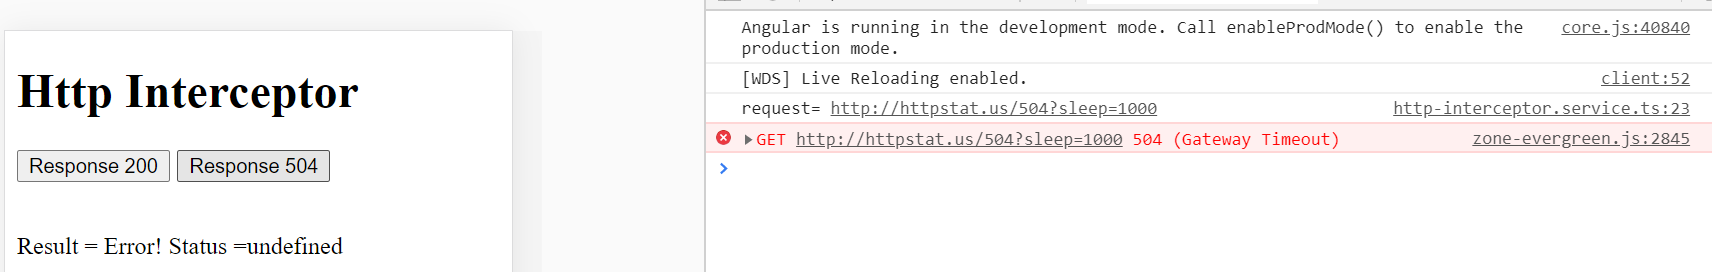 Http Interceptor
Response 200 Response 504
Result = Error! Status =undefined
Angular is running in the development mode. Call enableProdMode() to enable the core.js:40840
production mode.
[WDS] Live Reloading enabled. client:52
request= http://httpstat.us/504?sleep=1000 http-interceptor.service.ts:23
GET http://httpstat.us/504?sleep=1000 504 (Gateway Timeout) zone-evergreen.js:2845